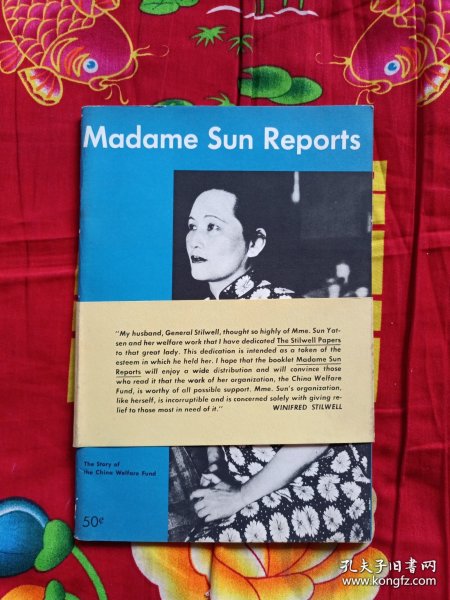 Madame Sun Reports
"My husband, General Stilwell, thought so highly of Mme. Sun Yat-
sen and her welfare work that I have dedicated The Stilwell Papers
to that great lady. This dedication is intended as a token of the
esteem in which he held her. I hope that the booklet Madame Sun
Reports will enjoy a wide distribution and will convince those
who read it that the work of her organization, the China Welfare
Fund, is worthy of all possible support. Mme. Sun's organization,
like herself, is incorruptible and is concerned solely with giving re-
lief to those most in need of it." WINIFRED STILWELL
The Story of
the China Welfare Fund
50¢
孔夫子旧书网
www.kongfz.com